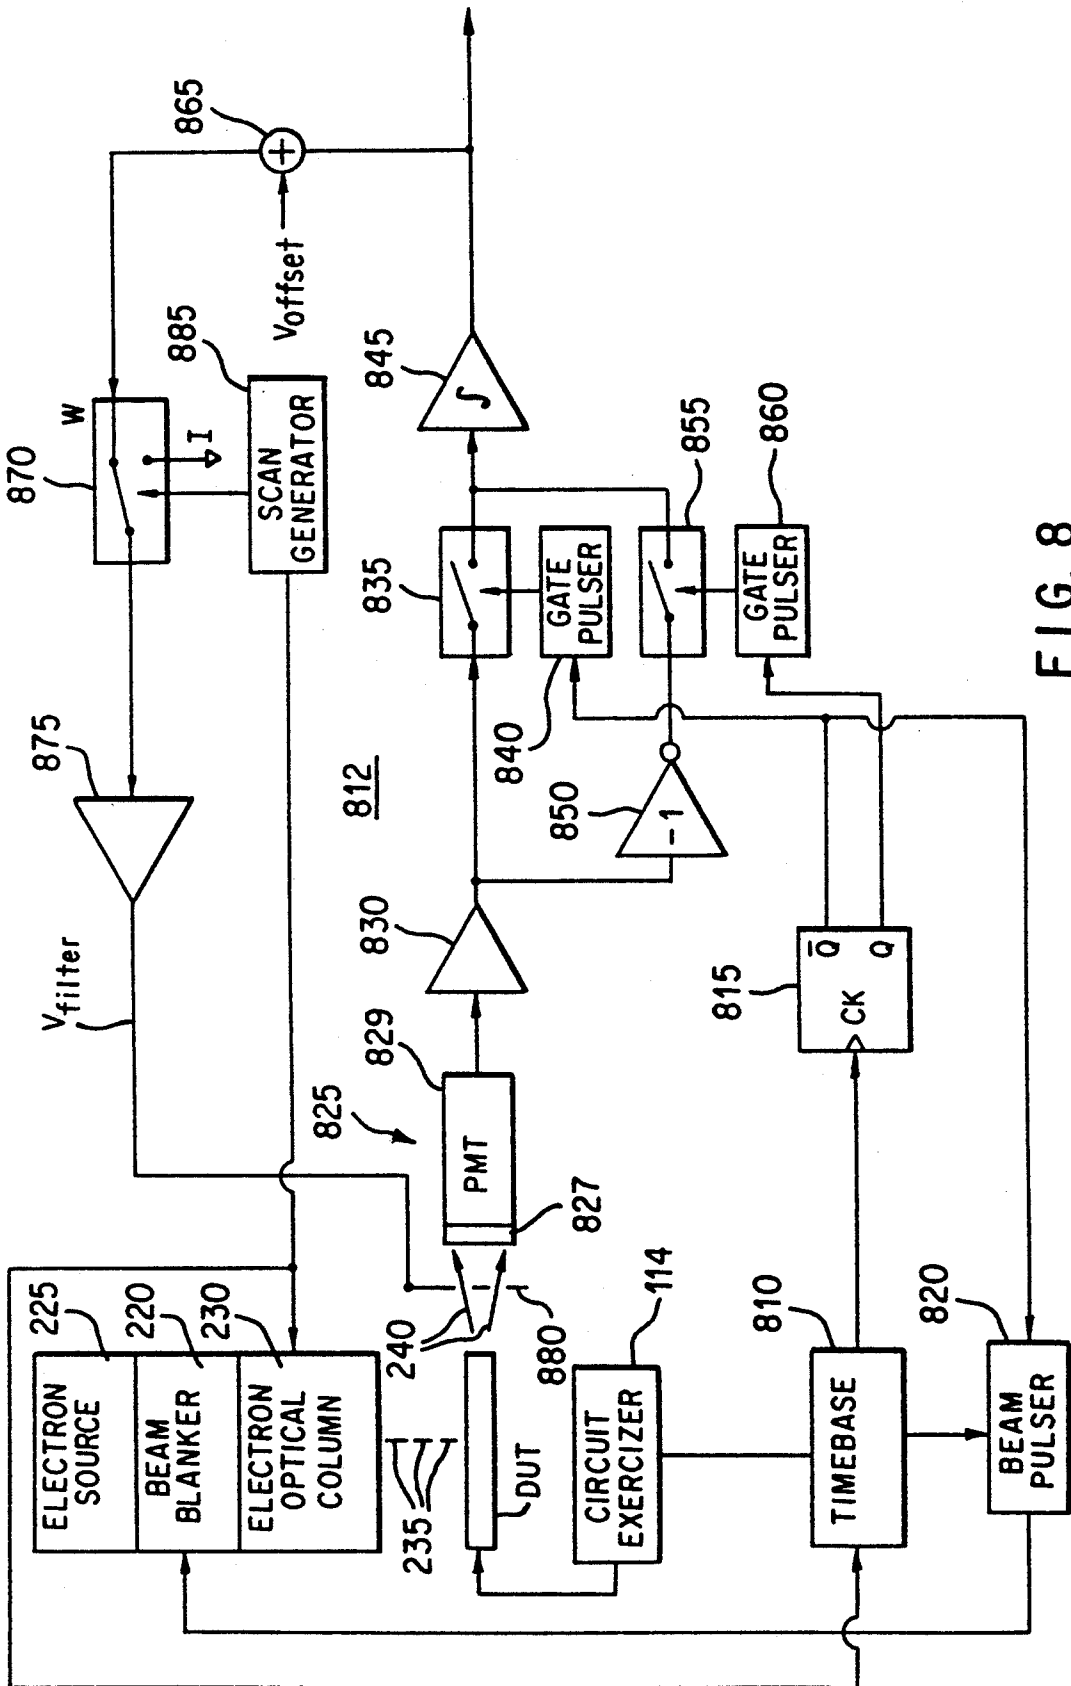 865
Voffset
870
W
I
885
SCAN
GENERATOR
845
∫
835
GATE
PULSER
840
855
860
GATE
PULSER
875
Vfilter
812
850
-1
830
829
825
PMT
827
815
Q̅
Q
CK
225
220
230
ELECTRON
SOURCE
BEAM
BLANKER
ELECTRON
OPTICAL
COLUMN
235
240
880
DUT
114
CIRCUIT
EXERCIZER
810
TIMEBASE
820
BEAM
PULSER
FIG. 8